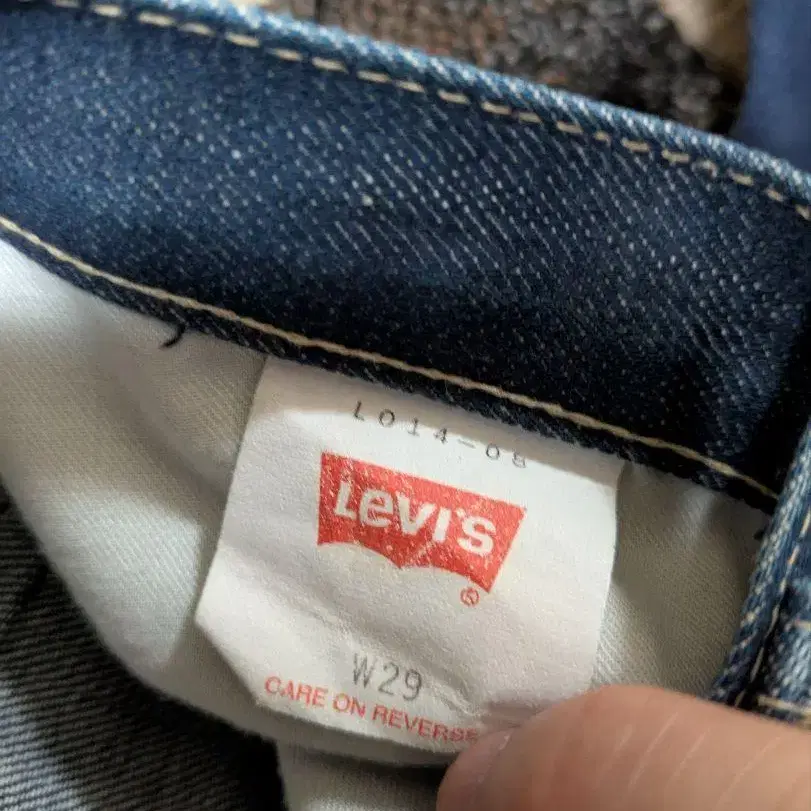 L014-08
Levi's
®
W29
CARE ON REVERSE